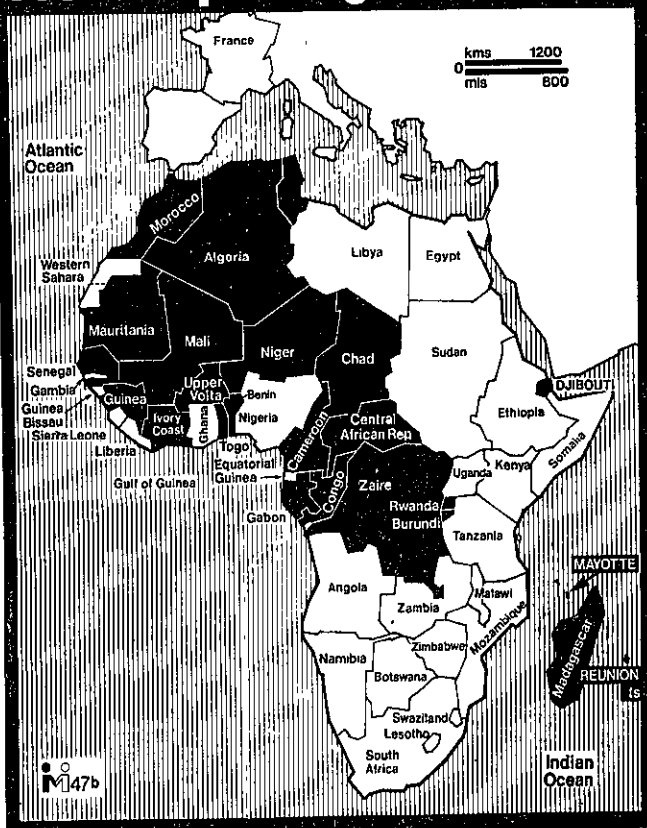 France
kms 1200
0
mls 800
Atlantic
Ocean
Morocco
Algoria
Libya
Egypt
Western
Sahara
Mauritania
Mali
Niger
Chad
Sudan
Senegal
Gambia
Guinea
Bissau
Sierra Leone
Guinea
Upper
Volta
Benin
Nigeria
Ivory
Coast
Ghana
Liberia
Togo
Cameroon
Central
African Rep
DJIBOUTI
Ethiopia
Somalia
Equatorial
Guinea
Gulf of Guinea
Gabon
Congo
Zaire
Uganda
Kenya
Rwanda
Burundi
Tanzania
MAYOTTE
Angola
Zambia
Matawi
Mozambique
Madagascar
REUNION
ts
Namibia
Zimbabwe
Botswana
Swaziland
Lesotho
South
Africa
Indian
Ocean
M47b